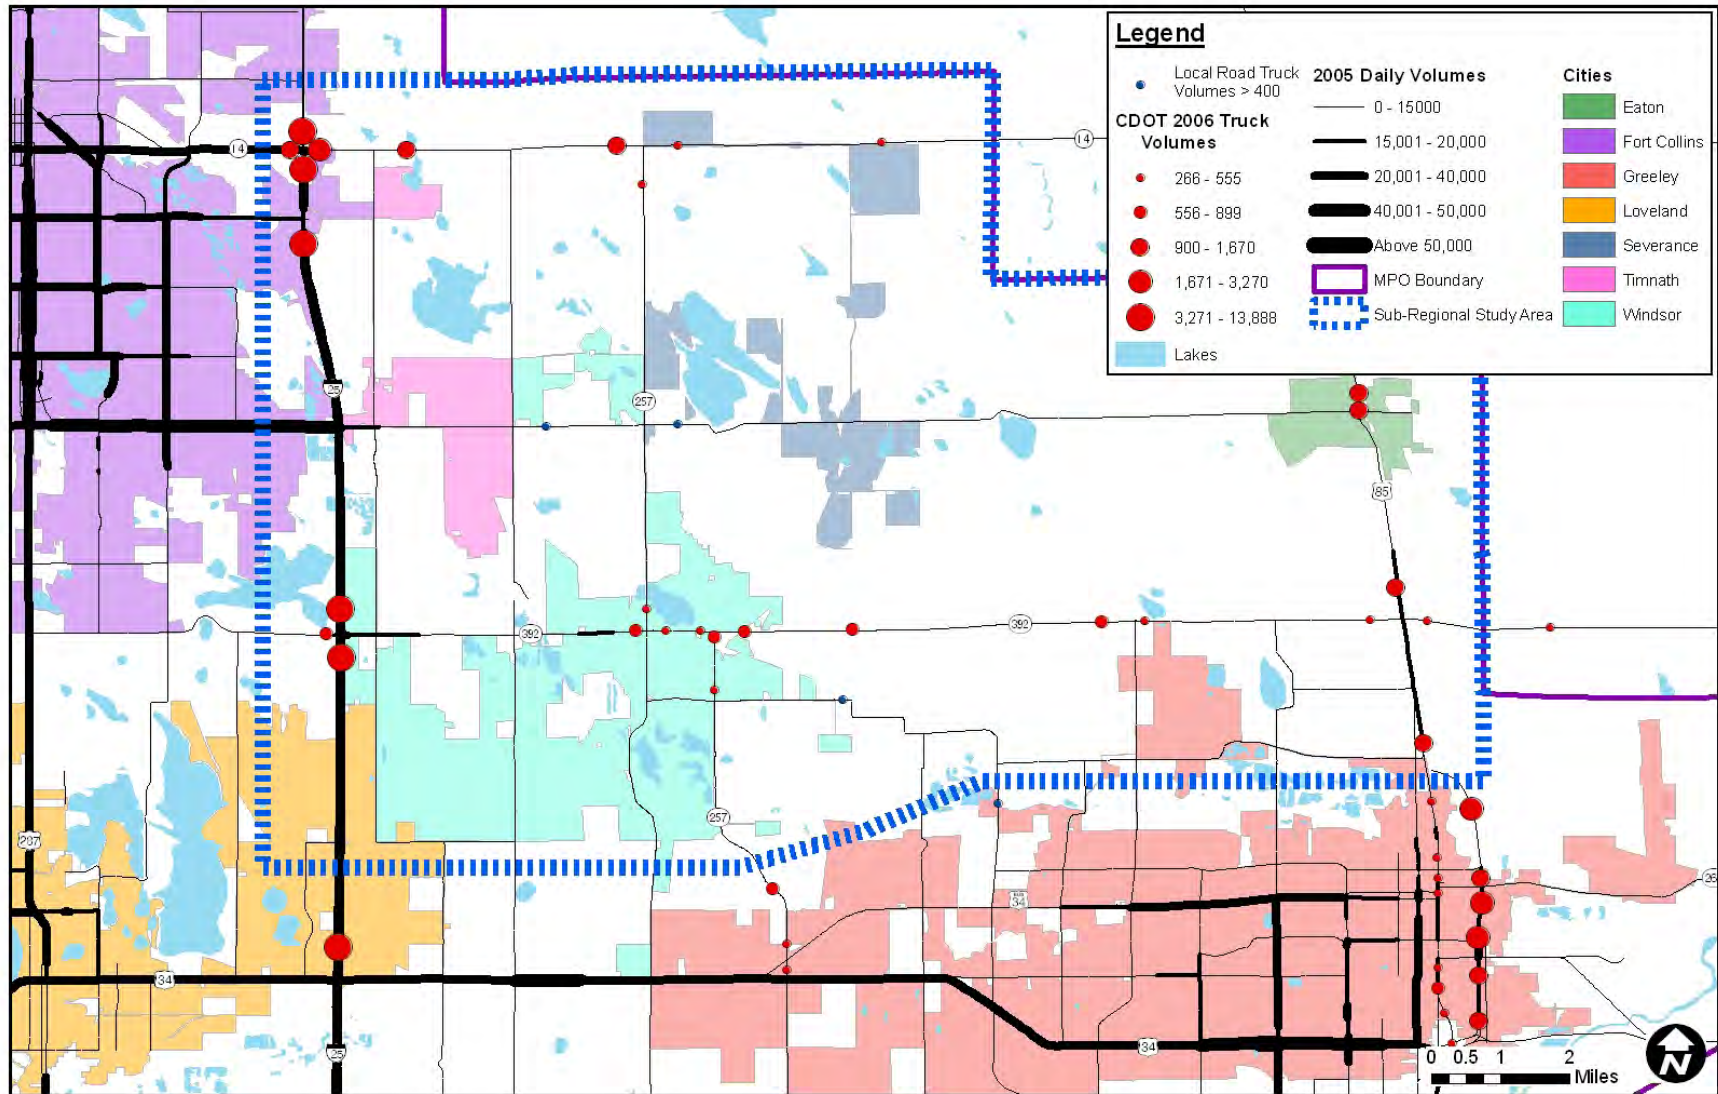 Legend
Local Road Truck
Volumes > 400
CDOT 2006 Truck
Volumes
266 - 555
556 - 899
900 - 1,670
1,671 - 3,270
3,271 - 13,888
Lakes
2005 Daily Volumes
0 - 15000
15,001 - 20,000
20,001 - 40,000
40,001 - 50,000
Above 50,000
MPO Boundary
Sub-Regional Study Area
Cities
Eaton
Fort Collins
Greeley
Loveland
Severance
Timnath
Windsor
14
14
25
257
85
392
392
257
287
34
34
25
34
0 0.5 1 2
Miles
N